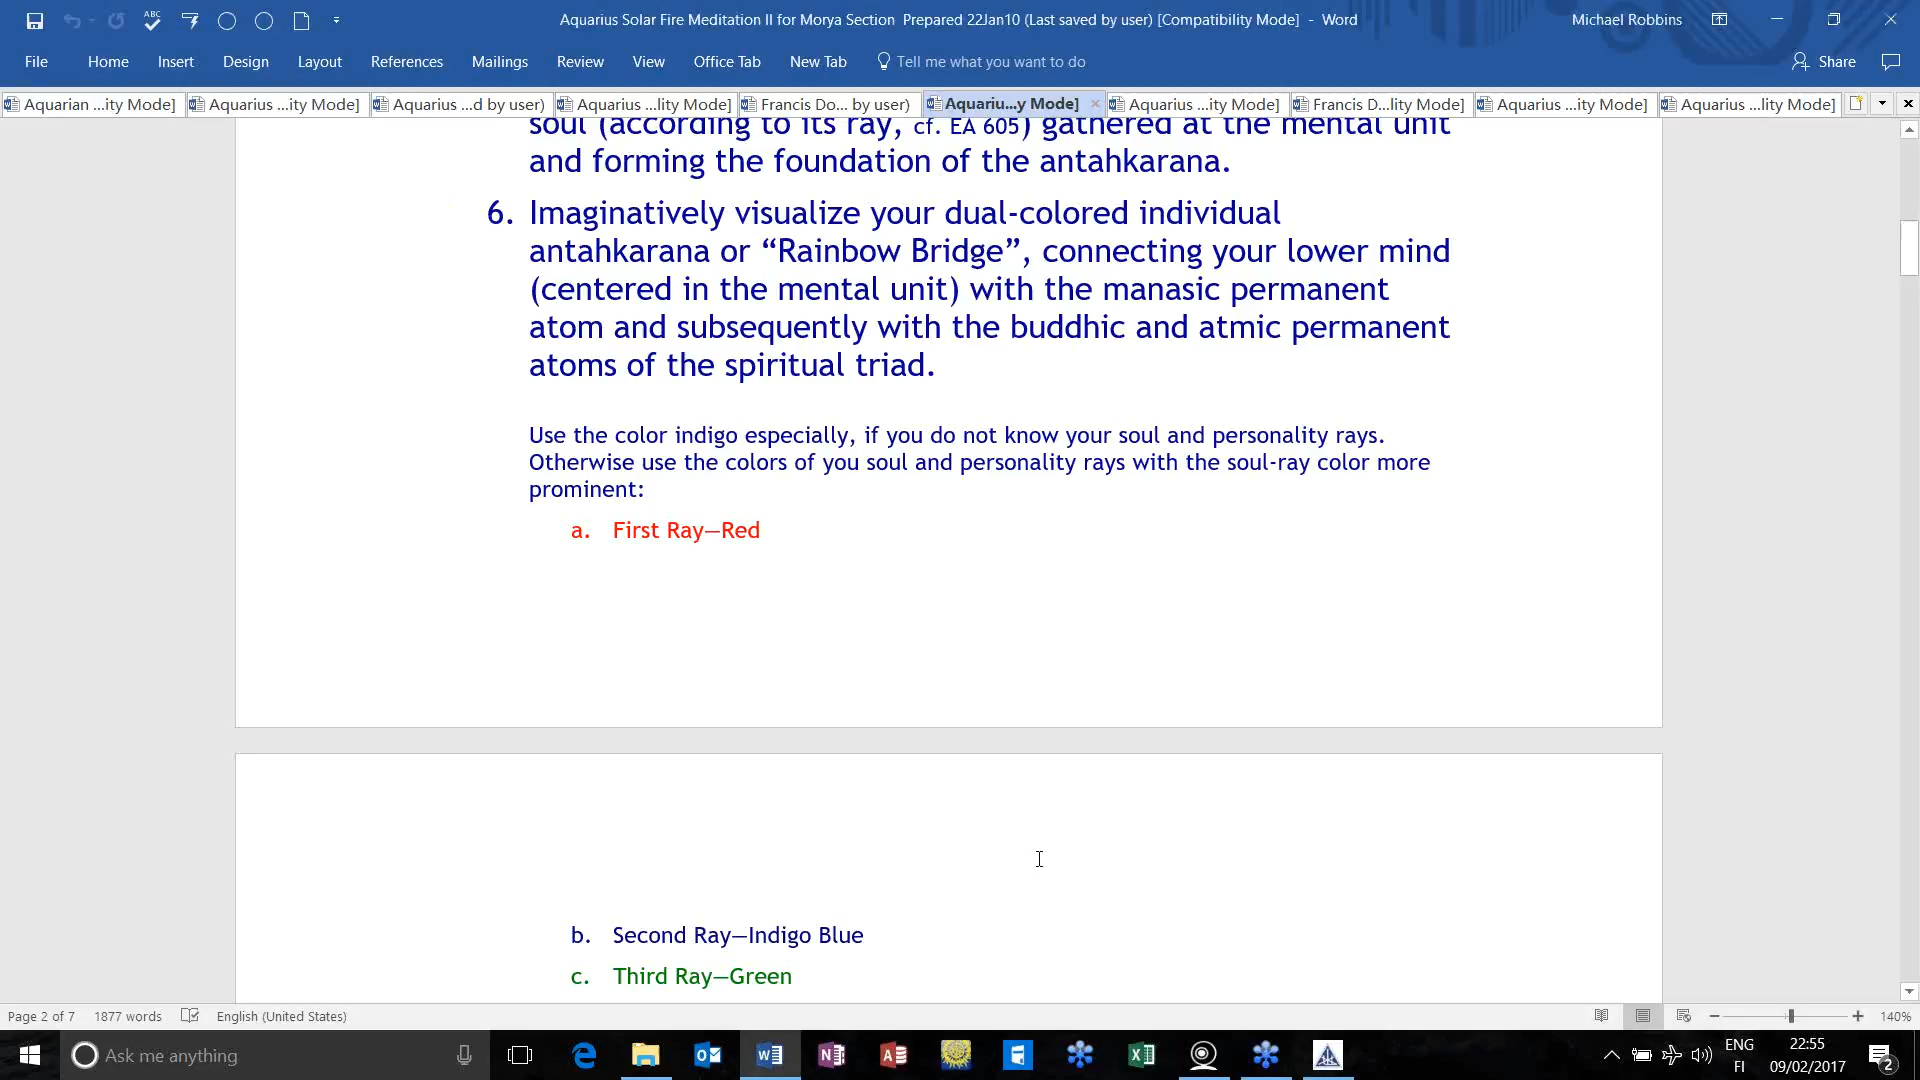 ABC
Aquarius Solar Fire Meditation II for Morya Section  Prepared 22Jan10 (Last saved by user) [Compatibility Mode]  -  Word
Michael Robbins
File Home Insert Design Layout References Mailings Review View Office Tab New Tab Tell me what you want to do Share
Aquarian ...ity Mode] Aquarius ...ity Mode] Aquarius ...d by user) Aquarius ...lity Mode] Francis Do... by user) Aquariu...y Mode] Aquarius ...ity Mode] Francis D...lity Mode] Aquarius ...ity Mode] Aquarius ...lity Mode]
soul (according to its ray, cf. EA 605) gathered at the mental unit
and forming the foundation of the antahkarana.
6. Imaginatively visualize your dual-colored individual
antahkarana or “Rainbow Bridge”, connecting your lower mind
(centered in the mental unit) with the manasic permanent
atom and subsequently with the buddhic and atmic permanent
atoms of the spiritual triad.
Use the color indigo especially, if you do not know your soul and personality rays.
Otherwise use the colors of you soul and personality rays with the soul-ray color more
prominent:
a. First Ray—Red
b. Second Ray—Indigo Blue
c. Third Ray—Green
Page 2 of 7 1877 words English (United States) 140%
Ask me anything
ENG 22:55
FI 09/02/2017 2